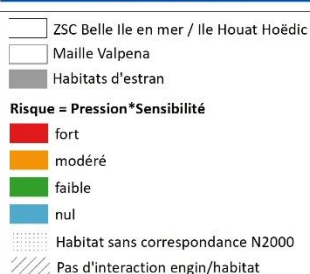 ZSC Belle Ile en mer / Ile Houat Hoëdic
Maille Valpena
Habitats d'estran
Risque = Pression*Sensibilité
fort
modéré
faible
nul
Habitat sans correspondance N2000
Pas d'interaction engin/habitat